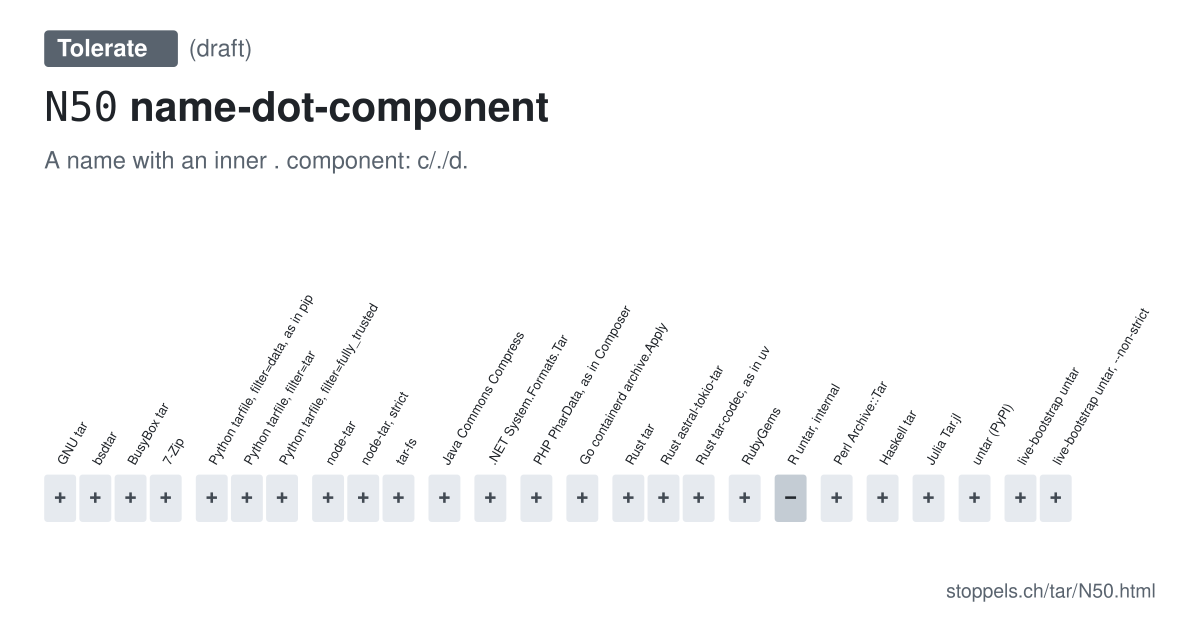 Tolerate (draft)
N50 name-dot-component
A name with an inner . component: c/./d.
GNU tar
bsdtar
BusyBox tar
7-Zip
Python tarfile, filter=data, as in pip
Python tarfile, filter=tar
Python tarfile, filter=fully_trusted
node-tar
node-tar, strict
tar-fs
Java Commons Compress
.NET System.Formats.Tar
PHP PharData, as in Composer
Go containerd archive.Apply
Rust tar
Rust astral-tokio-tar
Rust tar-codec, as in uv
RubyGems
R untar, internal
Perl Archive::Tar
Haskell tar
Julia Tar.jl
untar (PyPI)
live-bootstrap untar
live-bootstrap untar, --non-strict
+ + + + + + + + + + + + + + + + + + − + + + + + +
stoppels.ch/tar/N50.html